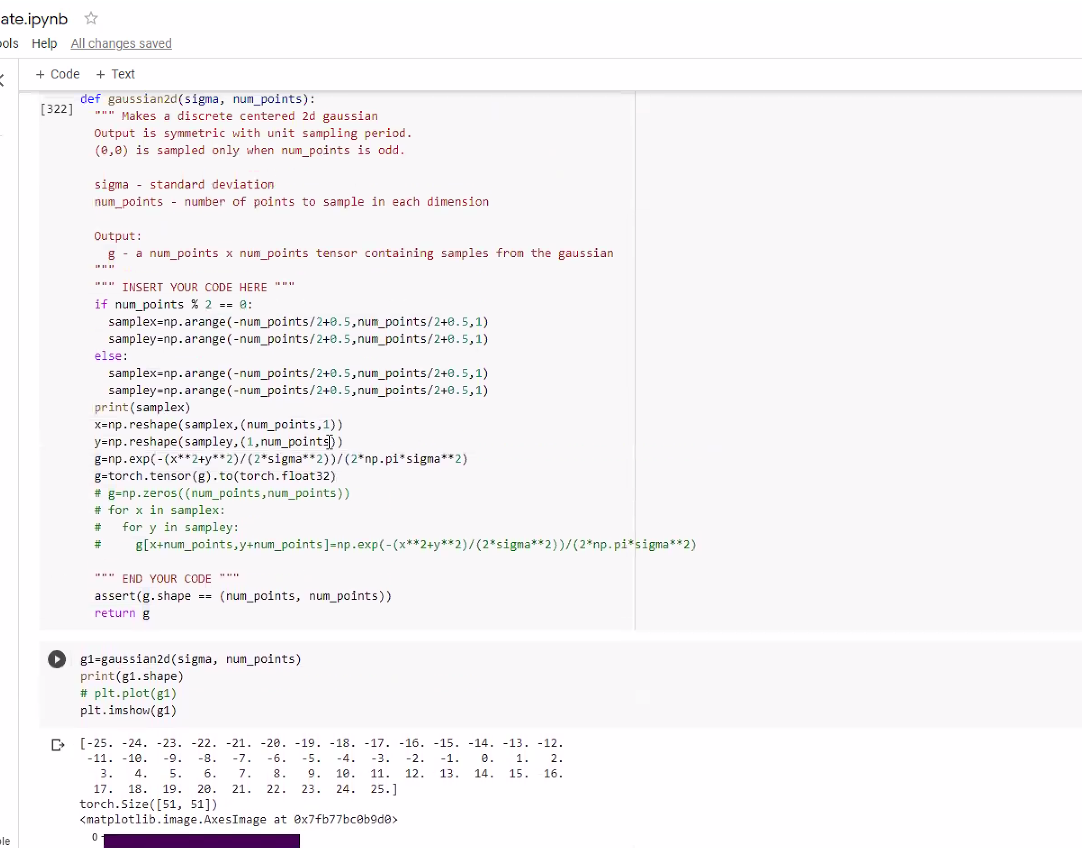 ate.ipynb ☆
ools Help All changes saved
+ Code + Text
[322]
def gaussian2d(sigma, num_points):
""" Makes a discrete centered 2d gaussian
Output is symmetric with unit sampling period.
(0,0) is sampled only when num_points is odd.
sigma - standard deviation
num_points - number of points to sample in each dimension
Output:
g - a num_points x num_points tensor containing samples from the gaussian
"""
""" INSERT YOUR CODE HERE """
if num_points % 2 == 0:
samplex=np.arange(-num_points/2+0.5,num_points/2+0.5,1)
sampley=np.arange(-num_points/2+0.5,num_points/2+0.5,1)
else:
samplex=np.arange(-num_points/2+0.5,num_points/2+0.5,1)
sampley=np.arange(-num_points/2+0.5,num_points/2+0.5,1)
print(samplex)
x=np.reshape(samplex,(num_points,1))
y=np.reshape(sampley,(1,num_points))
g=np.exp(-(x**2+y**2)/(2*sigma**2))/(2*np.pi*sigma**2)
g=torch.tensor(g).to(torch.float32)
# g=np.zeros((num_points,num_points))
# for x in samplex:
#   for y in sampley:
#     g[x+num_points,y+num_points]=np.exp(-(x**2+y**2)/(2*sigma**2))/(2*np.pi*sigma**2)
""" END YOUR CODE """
assert(g.shape == (num_points, num_points))
return g
g1=gaussian2d(sigma, num_points)
print(g1.shape)
# plt.plot(g1)
plt.imshow(g1)
[-25. -24. -23. -22. -21. -20. -19. -18. -17. -16. -15. -14. -13. -12.
-11. -10. -9. -8. -7. -6. -5. -4. -3. -2. -1. 0. 1. 2.
3. 4. 5. 6. 7. 8. 9. 10. 11. 12. 13. 14. 15. 16.
17. 18. 19. 20. 21. 22. 23. 24. 25.]
torch.Size([51, 51])
<matplotlib.image.AxesImage at 0x7fb77bc0b9d0>
0
ole